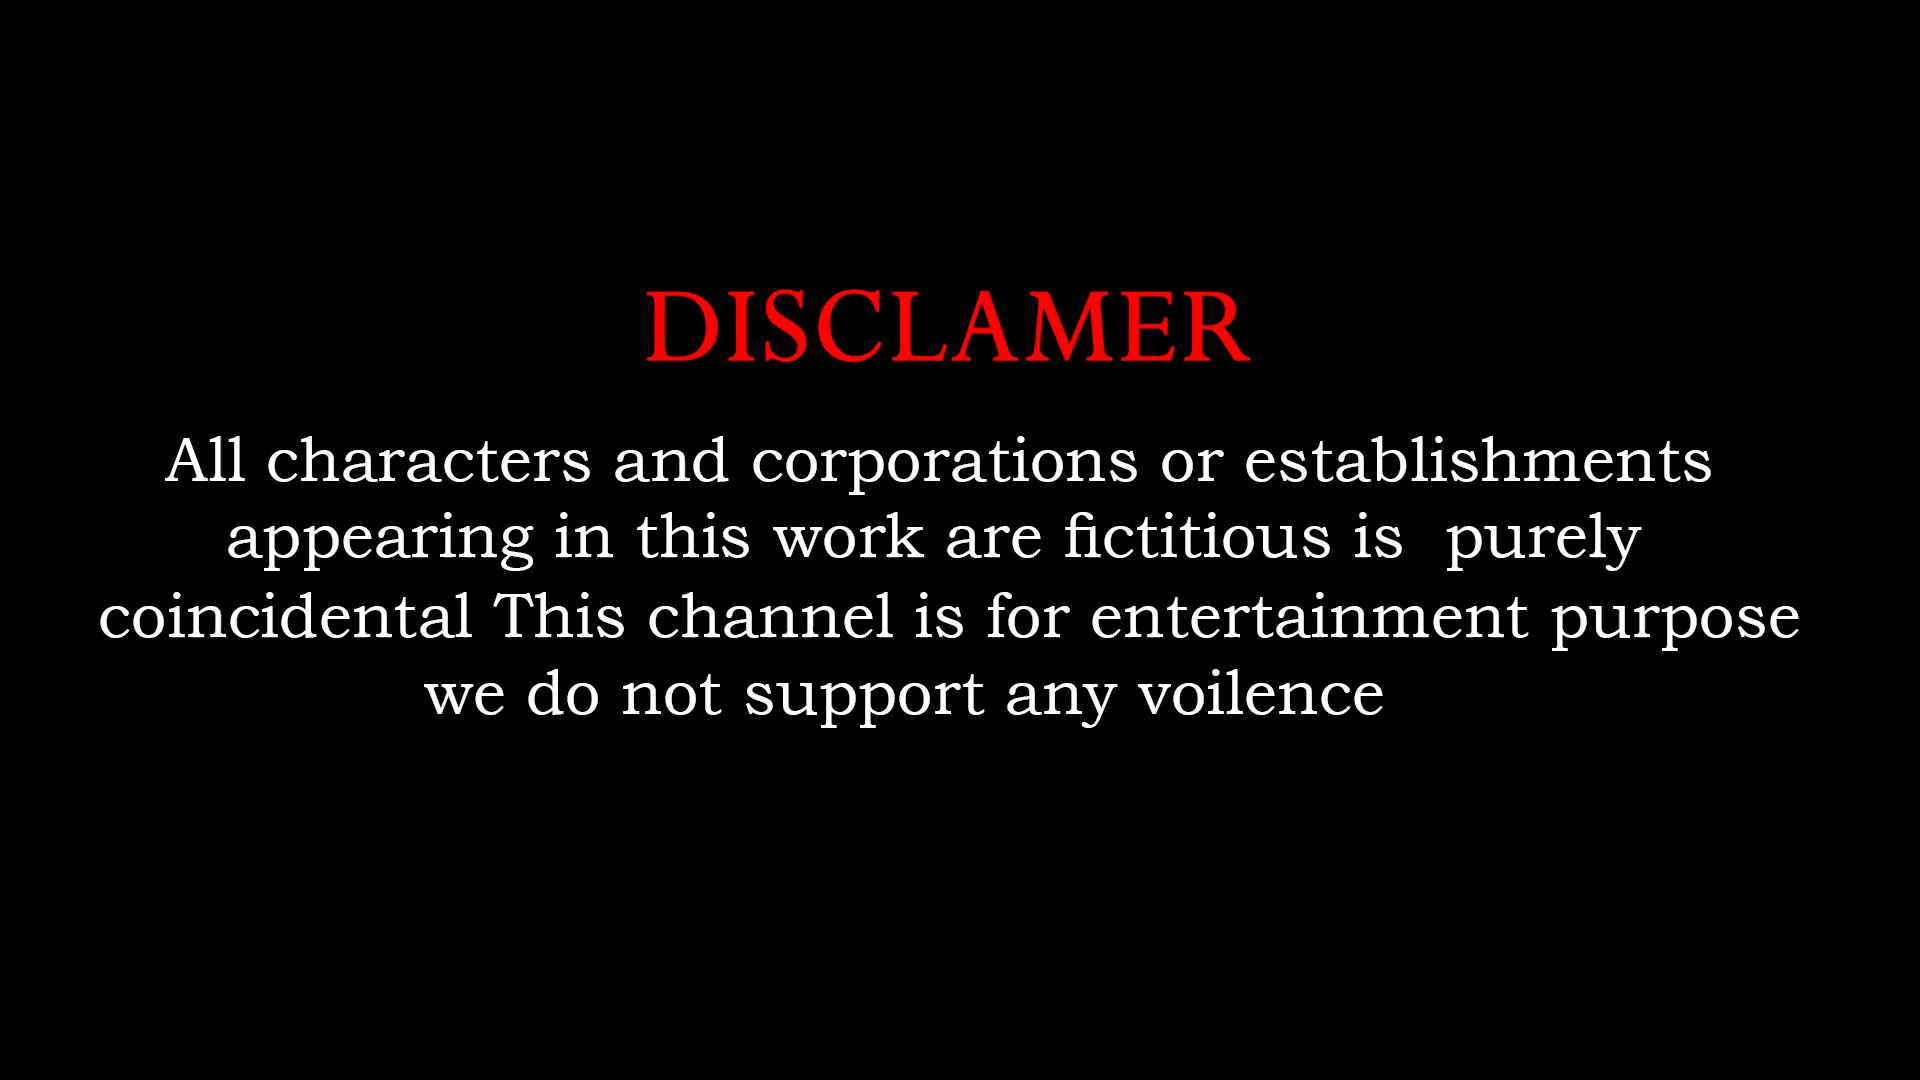 DISCLAMER
All characters and corporations or establishments
appearing in this work are fictitious is  purely
coincidental This channel is for entertainment purpose
we do not support any voilence